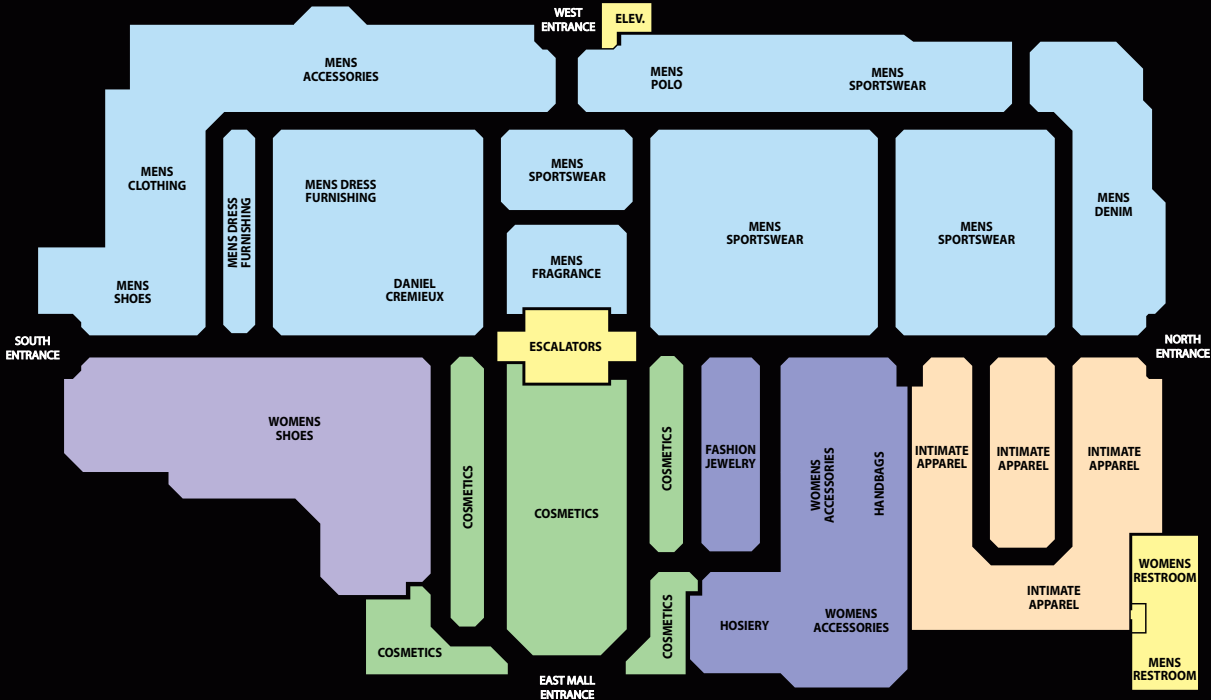 WEST
ENTRANCE
ELEV.
MENS
ACCESSORIES
MENS
POLO
MENS
SPORTSWEAR
MENS
CLOTHING
MENS DRESS
FURNISHING
MENS DRESS
FURNISHING
MENS
SPORTSWEAR
MENS
SPORTSWEAR
MENS
SPORTSWEAR
MENS
DENIM
MENS
SHOES
DANIEL
CREMIEUX
MENS
FRAGRANCE
SOUTH
ENTRANCE
ESCALATORS
NORTH
ENTRANCE
WOMENS
SHOES
COSMETICS
COSMETICS
COSMETICS
FASHION
JEWELRY
WOMENS
ACCESSORIES
HANDBAGS
INTIMATE
APPAREL
INTIMATE
APPAREL
INTIMATE
APPAREL
WOMENS
RESTROOM
INTIMATE
APPAREL
COSMETICS
COSMETICS
HOSIERY
WOMENS
ACCESSORIES
MENS
RESTROOM
EAST MALL
ENTRANCE